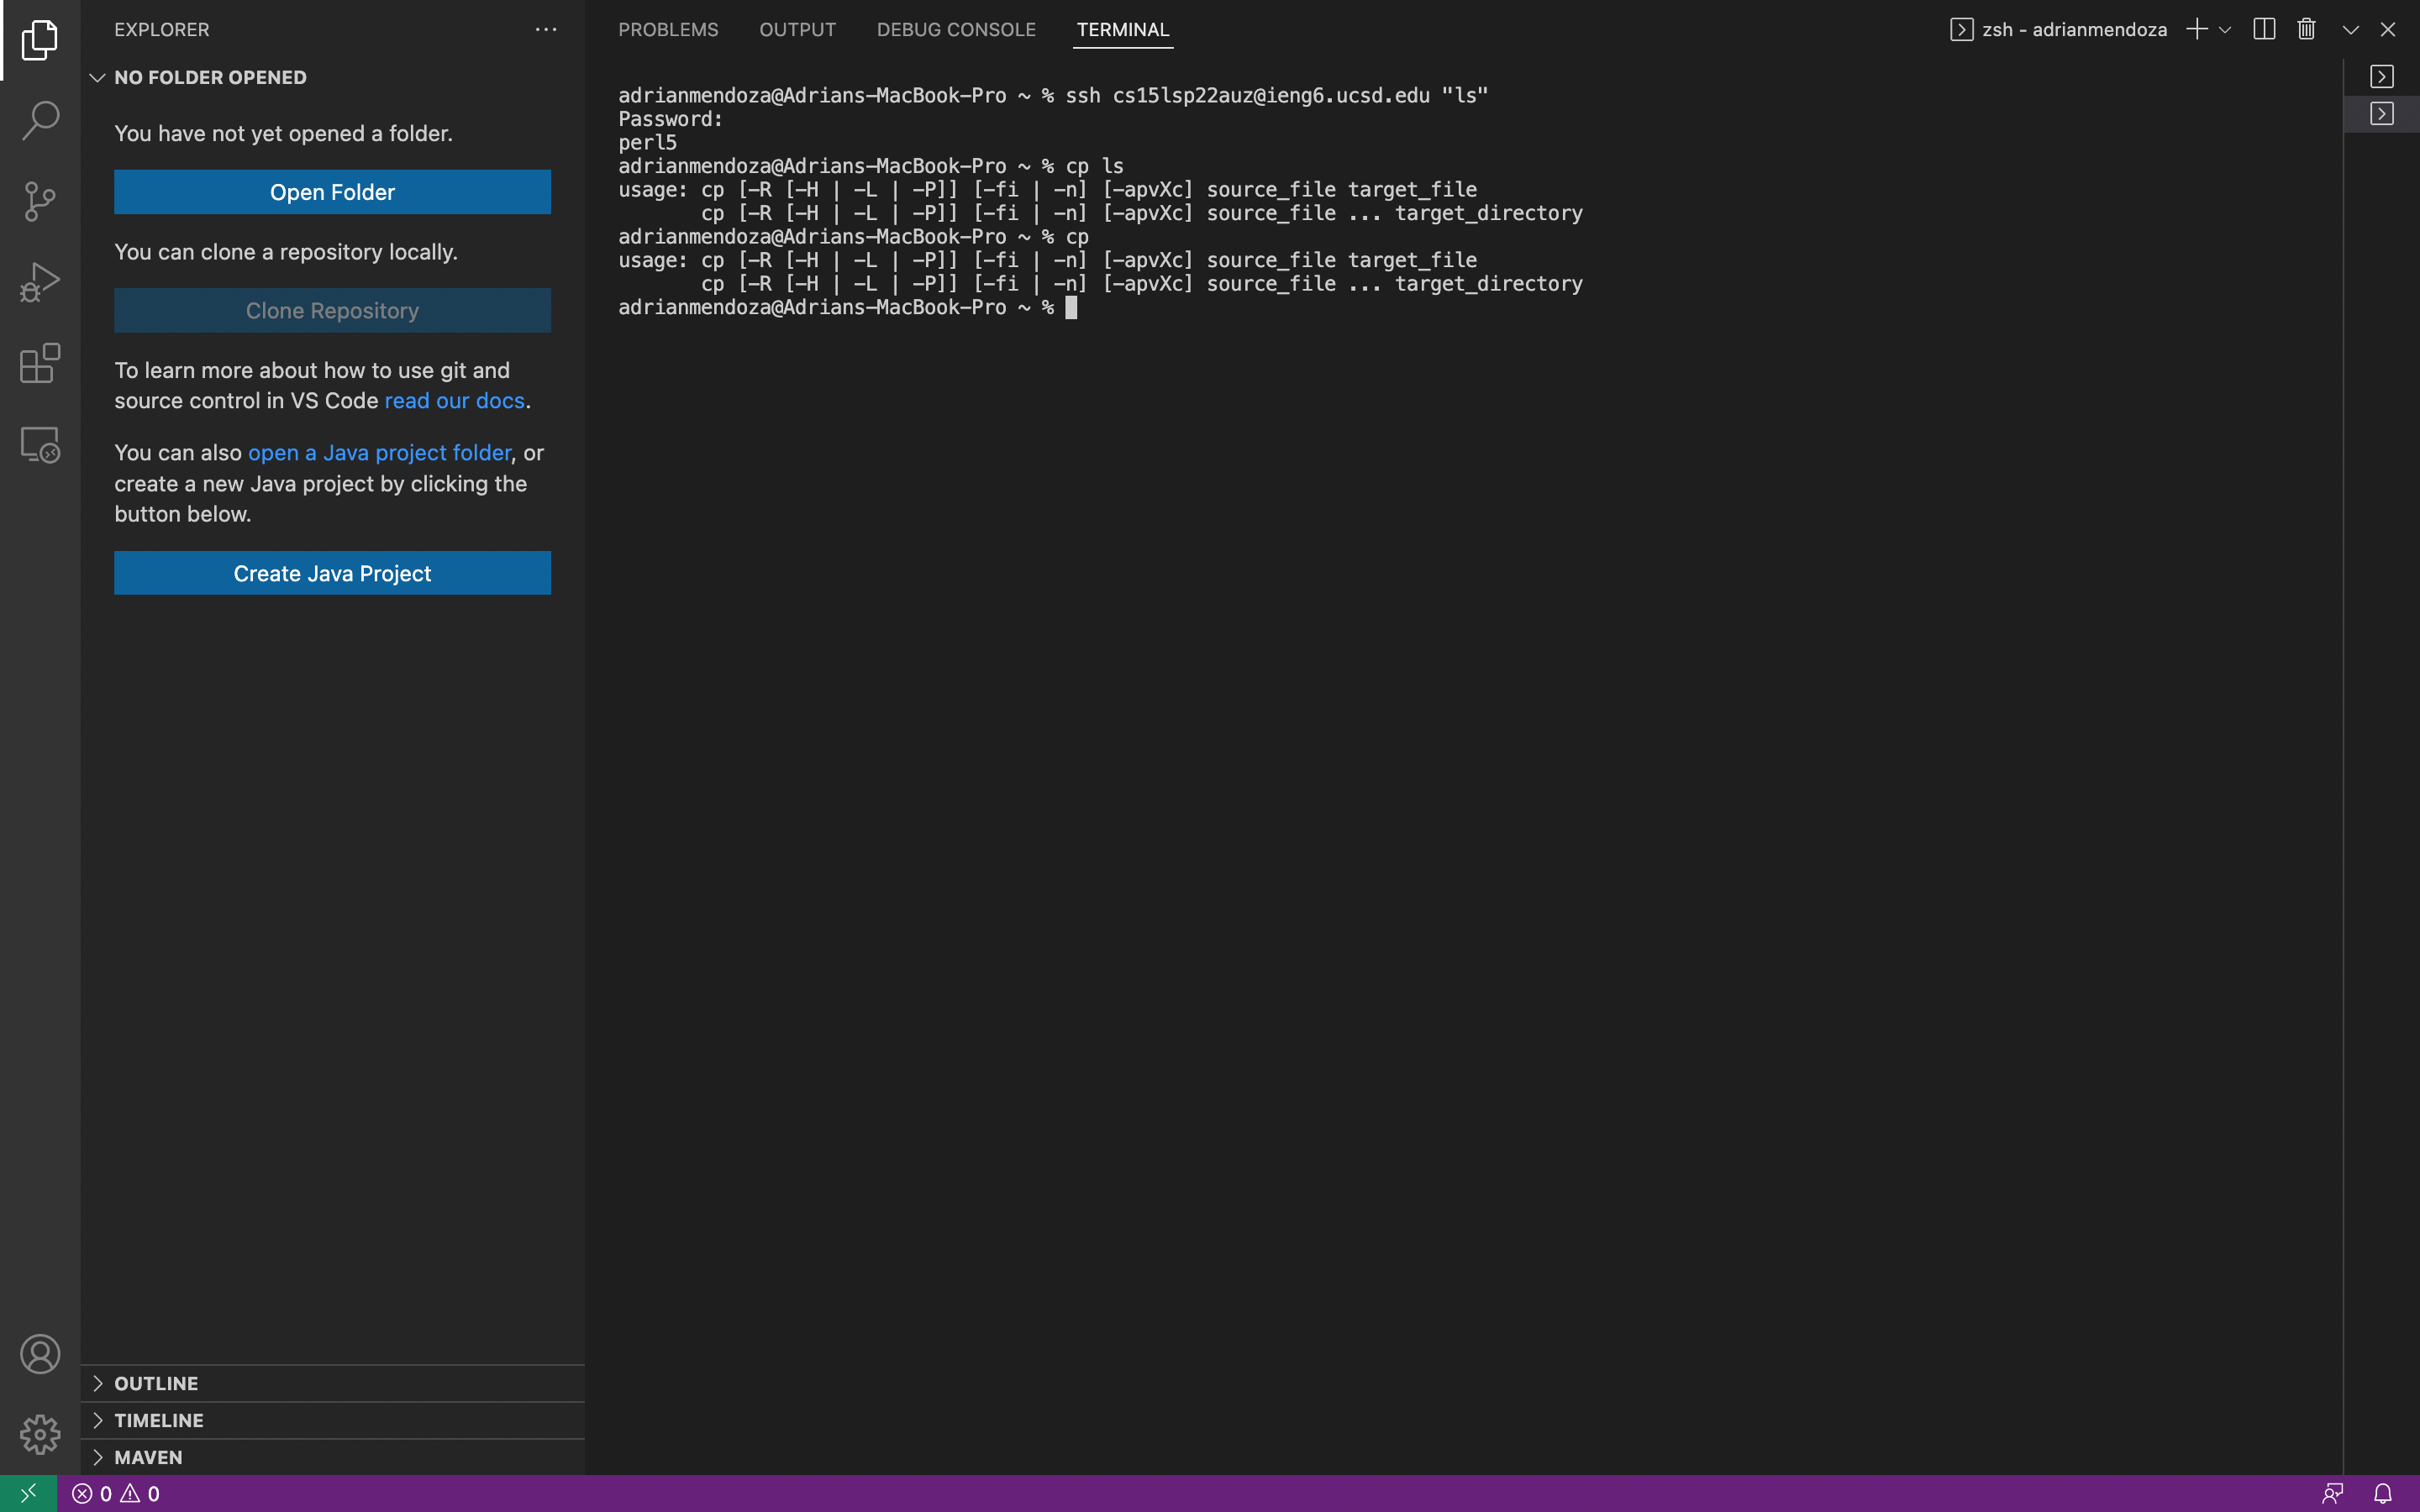 EXPLORER
NO FOLDER OPENED
You have not yet opened a folder.
Open Folder
You can clone a repository locally.
Clone Repository
To learn more about how to use git and
source control in VS Code read our docs.
You can also open a Java project folder, or
create a new Java project by clicking the
button below.
Create Java Project
OUTLINE
TIMELINE
MAVEN
PROBLEMS OUTPUT DEBUG CONSOLE TERMINAL
zsh - adrianmendoza
adrianmendoza@Adrians-MacBook-Pro ~ % ssh cs15lsp22auz@ieng6.ucsd.edu "ls"
Password:
perl5
adrianmendoza@Adrians-MacBook-Pro ~ % cp ls
usage: cp [-R [-H | -L | -P]] [-fi | -n] [-apvXc] source_file target_file
       cp [-R [-H | -L | -P]] [-fi | -n] [-apvXc] source_file ... target_directory
adrianmendoza@Adrians-MacBook-Pro ~ % cp
usage: cp [-R [-H | -L | -P]] [-fi | -n] [-apvXc] source_file target_file
       cp [-R [-H | -L | -P]] [-fi | -n] [-apvXc] source_file ... target_directory
adrianmendoza@Adrians-MacBook-Pro ~ %
0 0